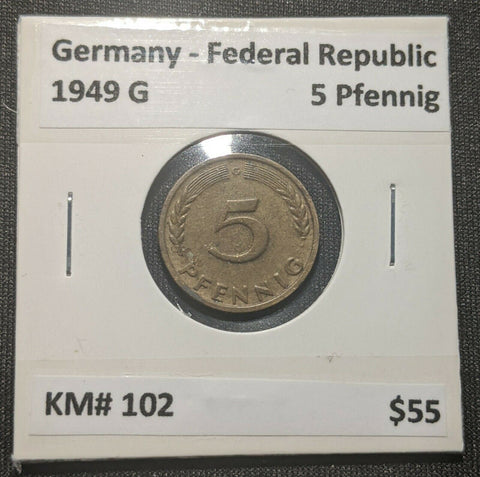 Germany - Federal Republic
1949 G 5 Pfennig
G
5
PFENNIG
KM# 102 $55